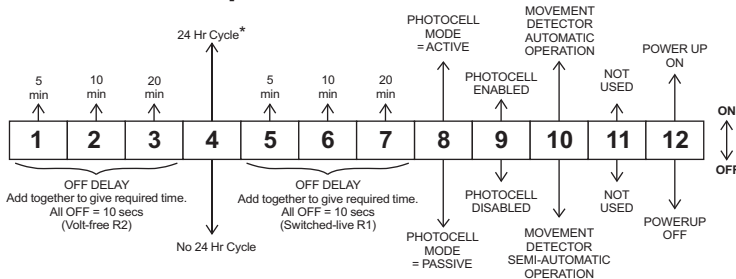 24 Hr Cycle*
PHOTOCELL
MODE
= ACTIVE
MOVEMENT
DETECTOR
AUTOMATIC
OPERATION
POWER UP
ON
5
min
10
min
20
min
5
min
10
min
20
min
PHOTOCELL
ENABLED
NOT
USED
1 2 3 4 5 6 7 8 9 10 11 12
ON
OFF
OFF DELAY
Add together to give required time.
All OFF = 10 secs
(Volt-free R2)
No 24 Hr Cycle
OFF DELAY
Add together to give required time.
All OFF = 10 secs
(Switched-live R1)
PHOTOCELL
MODE
= PASSIVE
PHOTOCELL
DISABLED
MOVEMENT
DETECTOR
SEMI-AUTOMATIC
OPERATION
NOT
USED
POWERUP
OFF